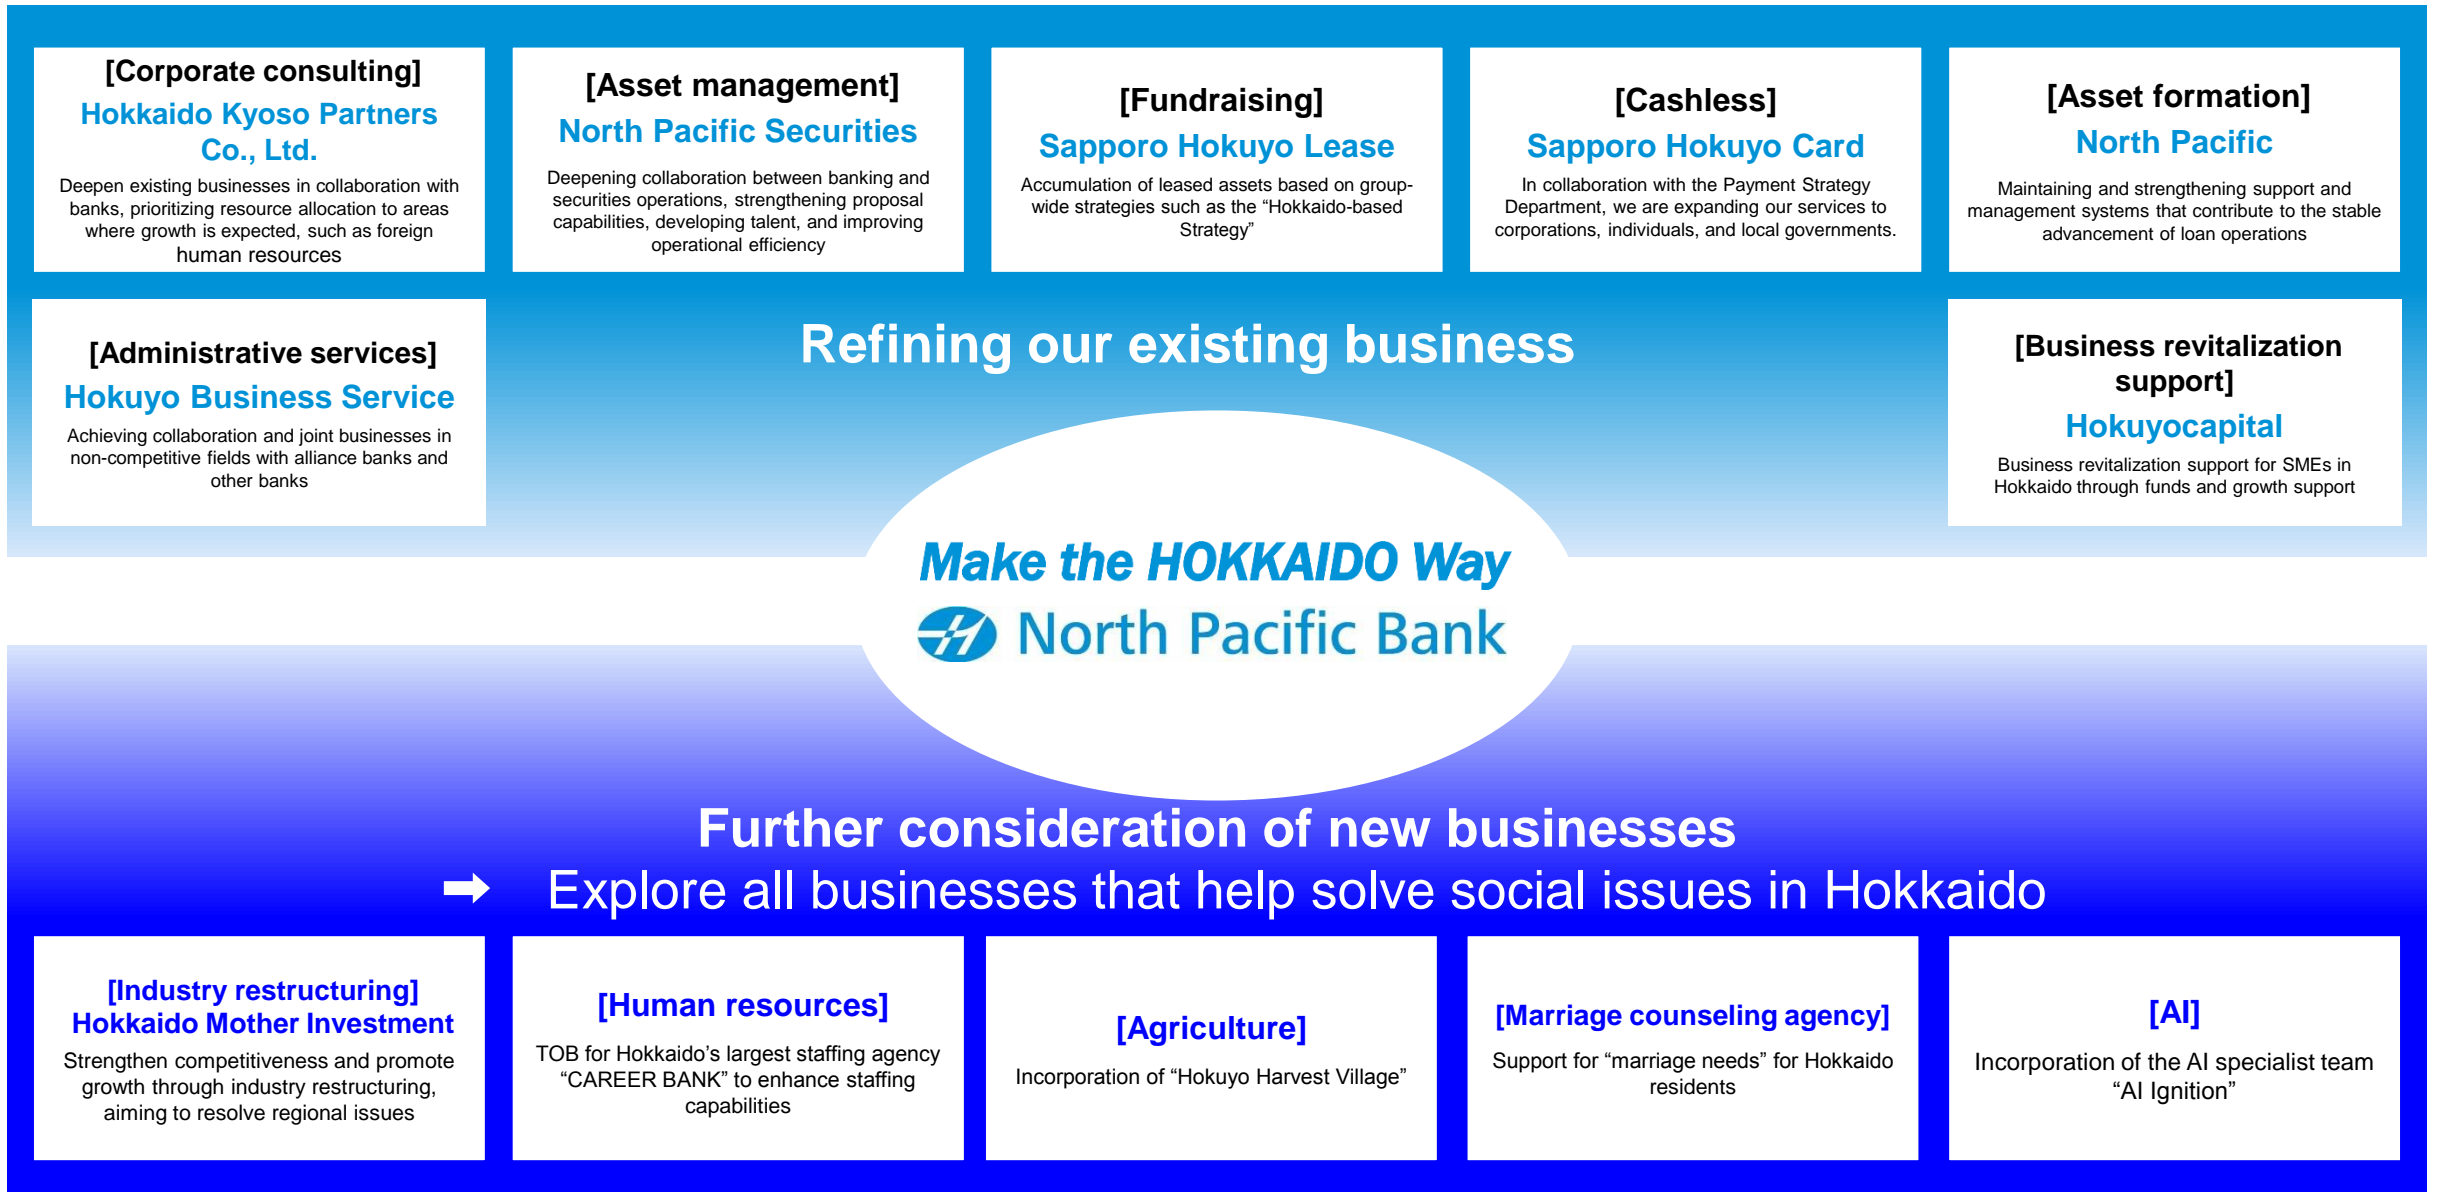 [Corporate consulting]
Hokkaido Kyoso Partners
Co., Ltd.
Deepen existing businesses in collaboration with
banks, prioritizing resource allocation to areas
where growth is expected, such as foreign
human resources
[Asset management]
North Pacific Securities
Deepening collaboration between banking and
securities operations, strengthening proposal
capabilities, developing talent, and improving
operational efficiency
[Fundraising]
Sapporo Hokuyo Lease
Accumulation of leased assets based on group-
wide strategies such as the “Hokkaido-based
Strategy”
[Cashless]
Sapporo Hokuyo Card
In collaboration with the Payment Strategy
Department, we are expanding our services to
corporations, individuals, and local governments.
[Asset formation]
North Pacific
Maintaining and strengthening support and
management systems that contribute to the stable
advancement of loan operations
[Administrative services]
Hokuyo Business Service
Achieving collaboration and joint businesses in
non-competitive fields with alliance banks and
other banks
Refining our existing business
[Business revitalization
support]
Hokuyocapital
Business revitalization support for SMEs in
Hokkaido through funds and growth support
Make the HOKKAIDO Way
North Pacific Bank
Further consideration of new businesses
➡ Explore all businesses that help solve social issues in Hokkaido
[Industry restructuring]
Hokkaido Mother Investment
Strengthen competitiveness and promote
growth through industry restructuring,
aiming to resolve regional issues
[Human resources]
TOB for Hokkaido’s largest staffing agency
“CAREER BANK” to enhance staffing
capabilities
[Agriculture]
Incorporation of “Hokuyo Harvest Village”
[Marriage counseling agency]
Support for “marriage needs” for Hokkaido
residents
[AI]
Incorporation of the AI specialist team
“AI Ignition”